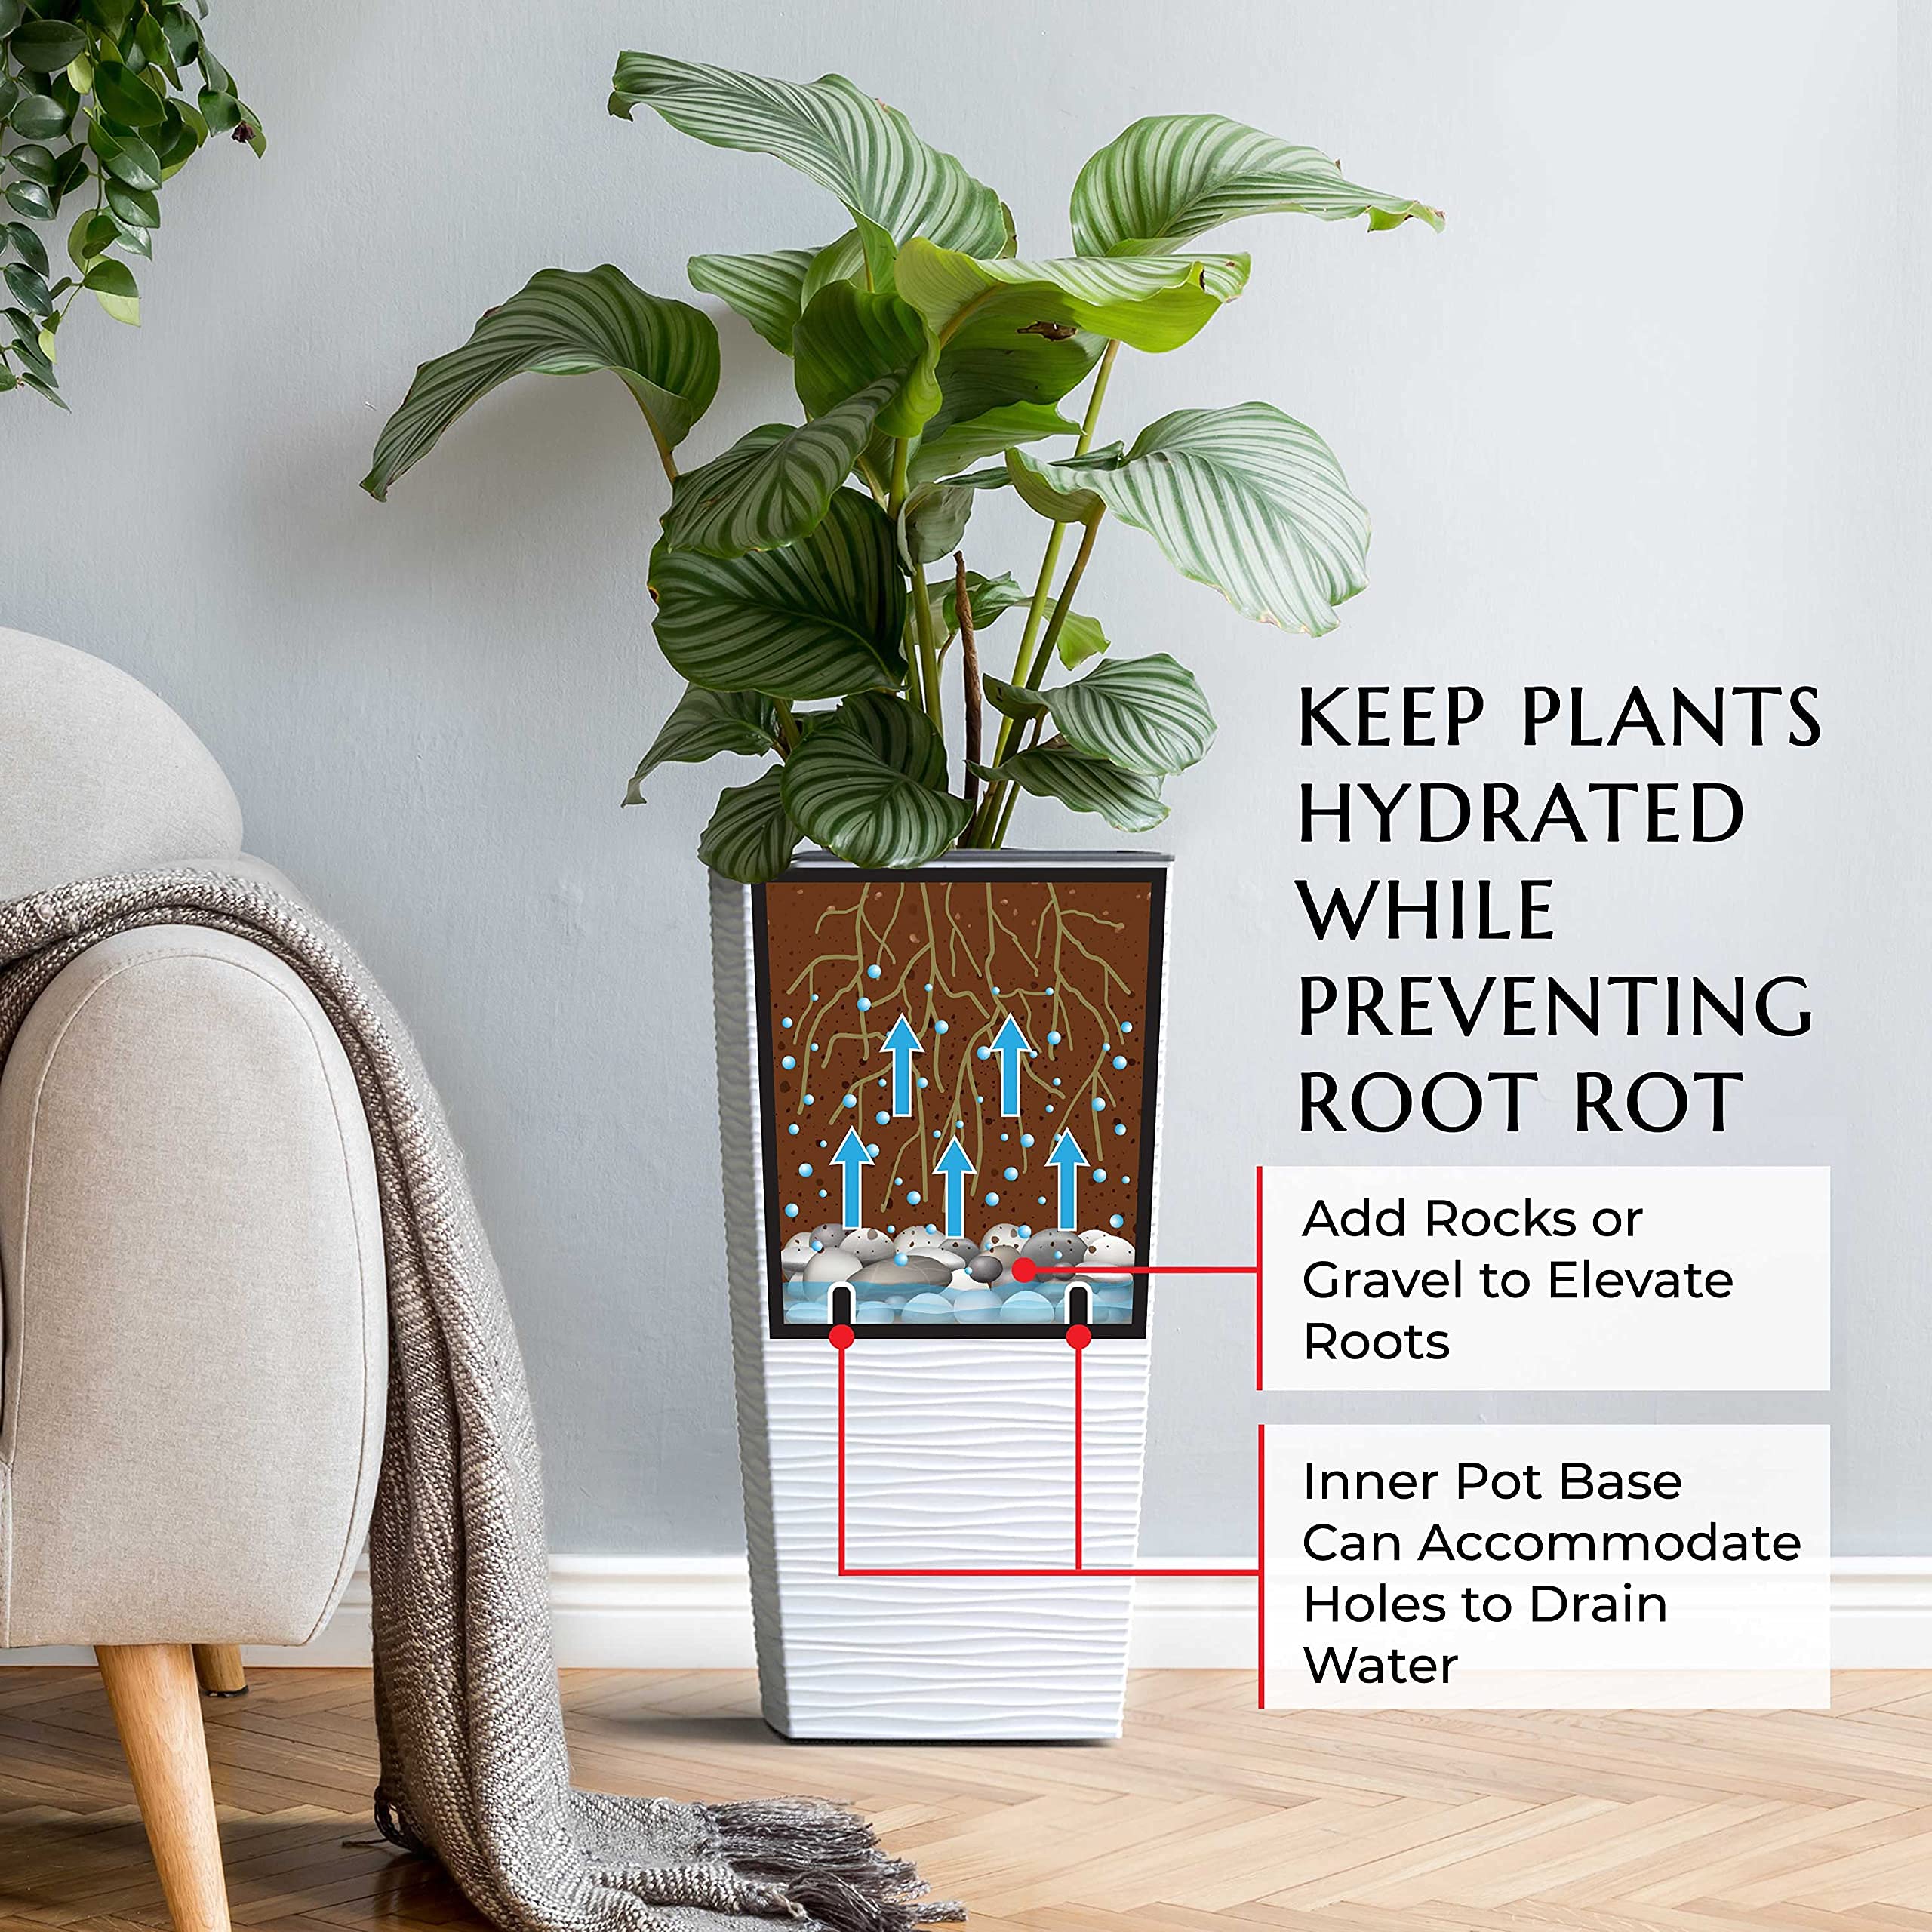 KEEP PLANTS
HYDRATED
WHILE
PREVENTING
ROOT ROT
Add Rocks or
Gravel to Elevate
Roots
Inner Pot Base
Can Accommodate
Holes to Drain
Water